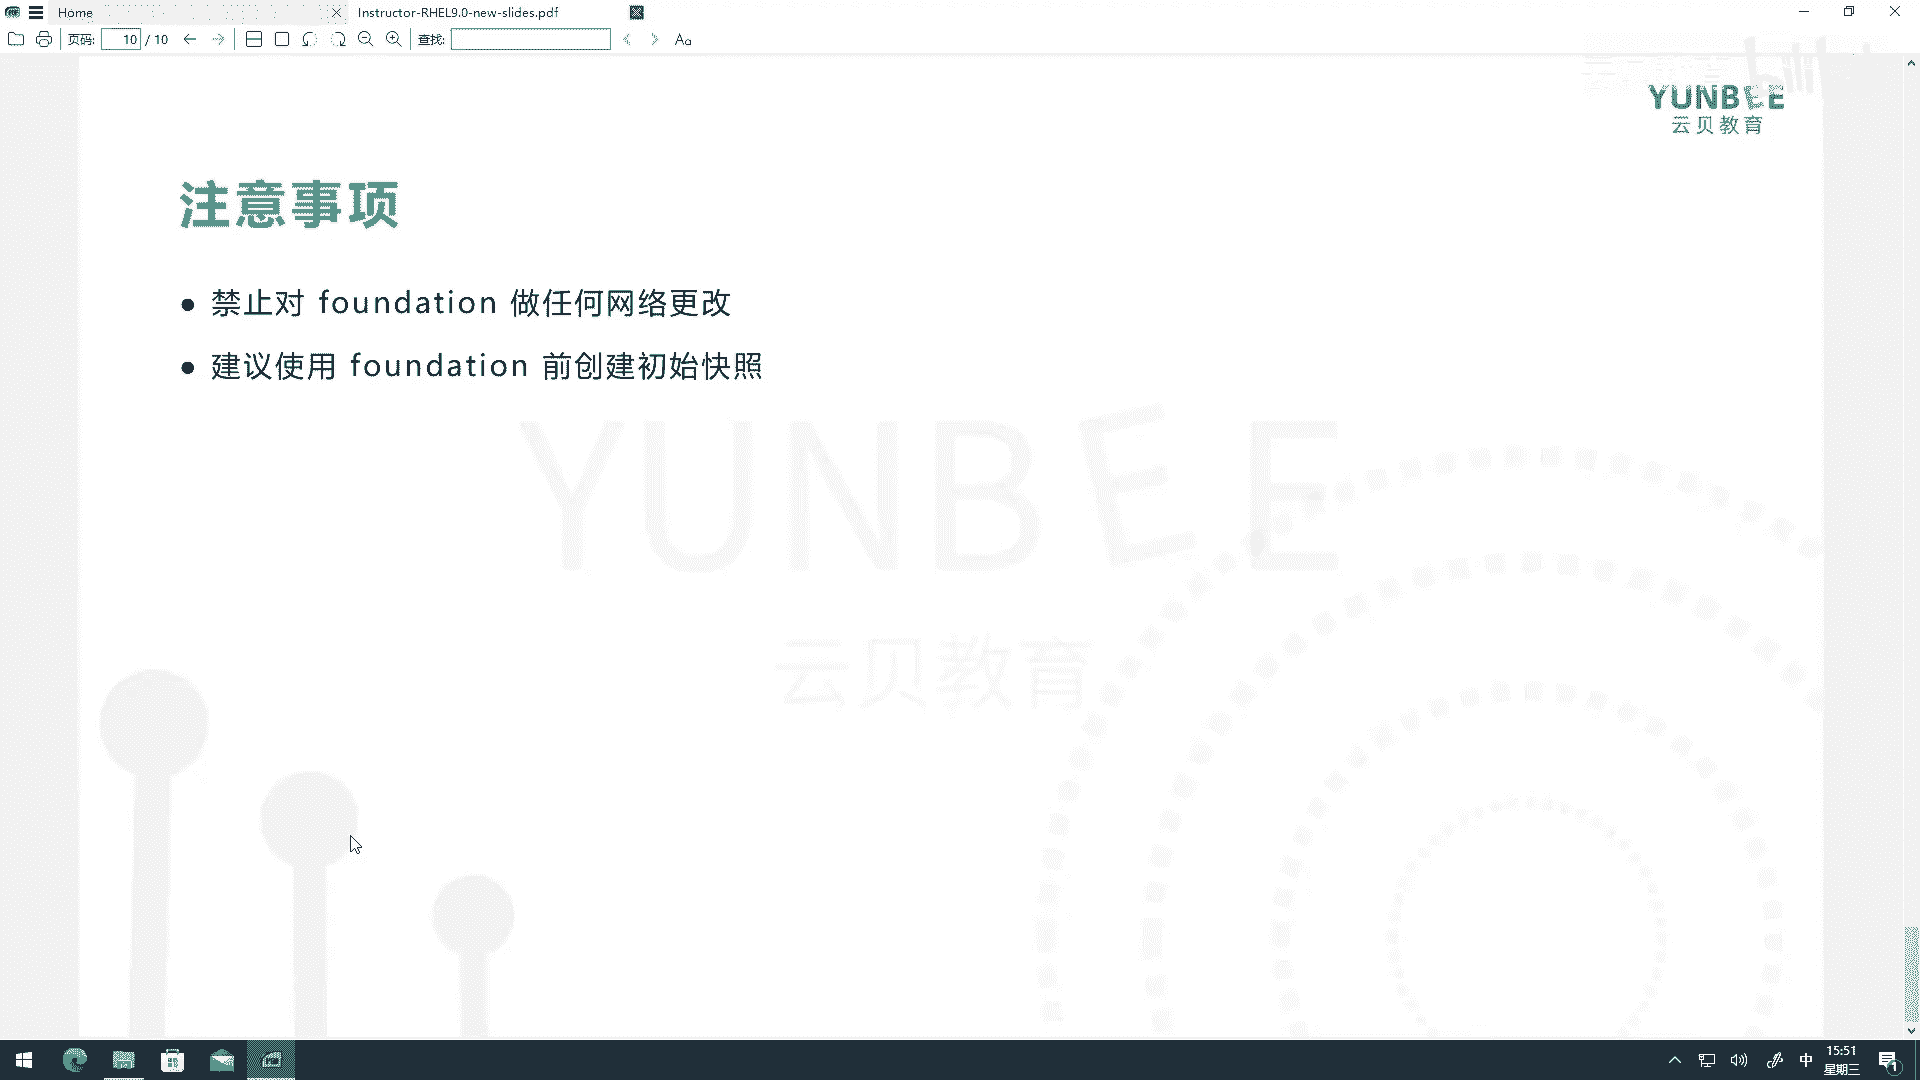 Home
Instructor-RHEL9.0-new-slides.pdf
页码: 10 / 10
查找:
Aa
YUNBEE
云贝教育
注意事项
● 禁止对 foundation 做任何网络更改
● 建议使用 foundation 前创建初始快照
YUNBEE
云贝教育
中
15:51
星期三
1